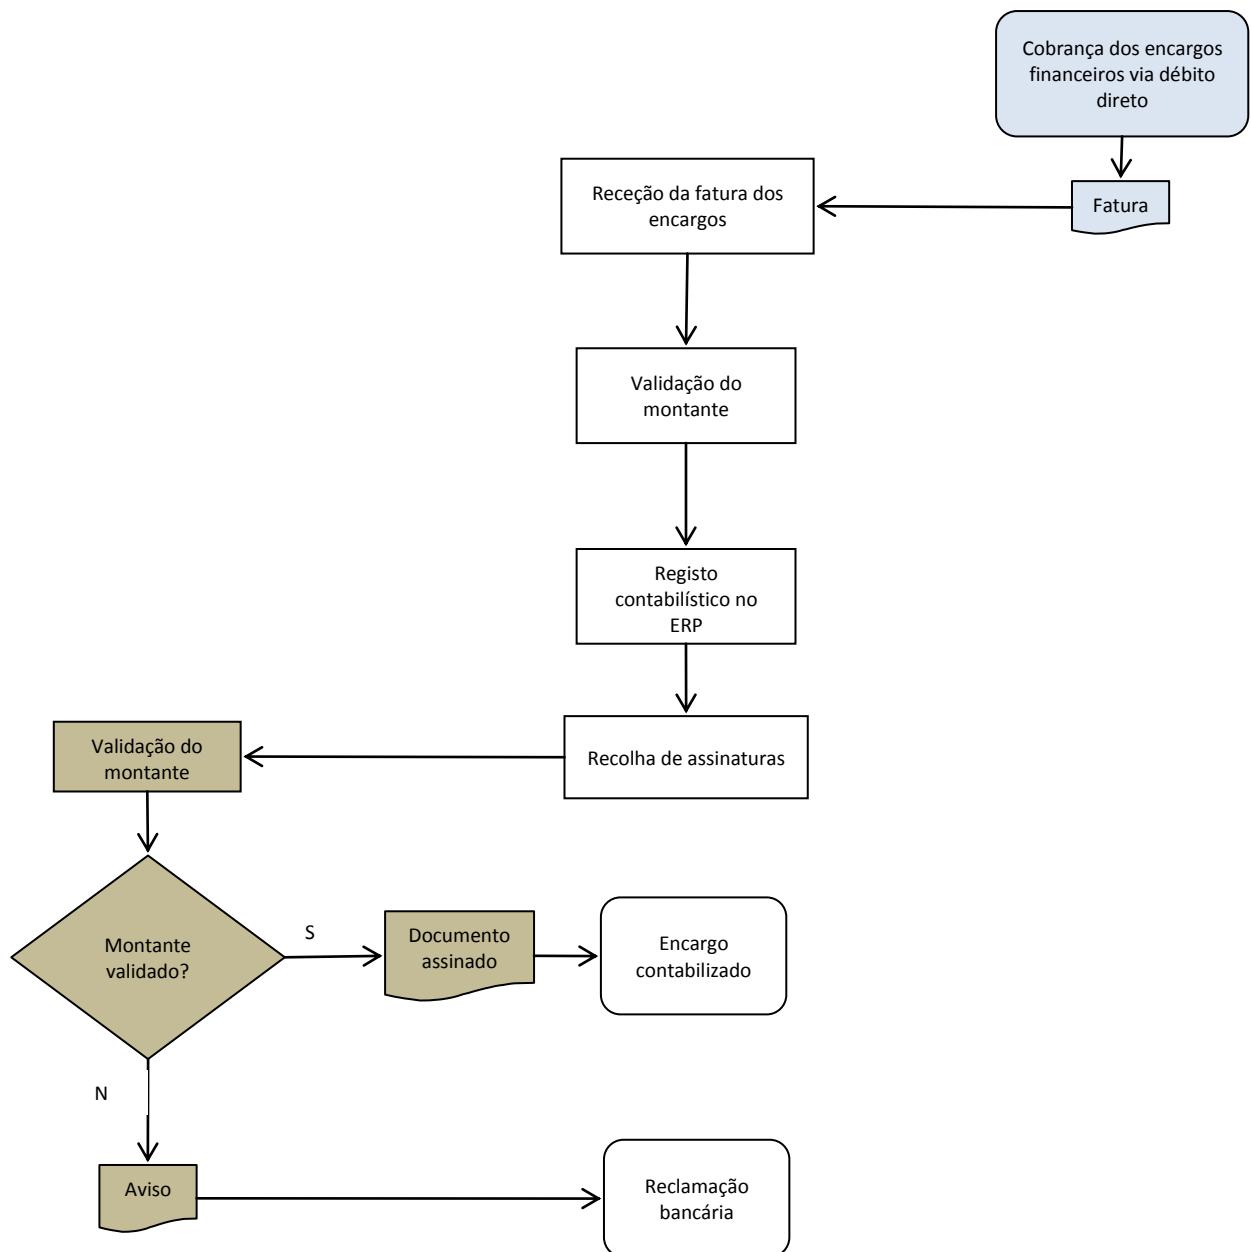 Cobrança dos encargos
financeiros via débito
direto
Fatura
Receção da fatura dos
encargos
Validação do
montante
Registo
contabilístico no
ERP
Recolha de assinaturas
Validação do
montante
Montante
validado?
S
Documento
assinado
Encargo
contabilizado
N
Aviso
Reclamação
bancária